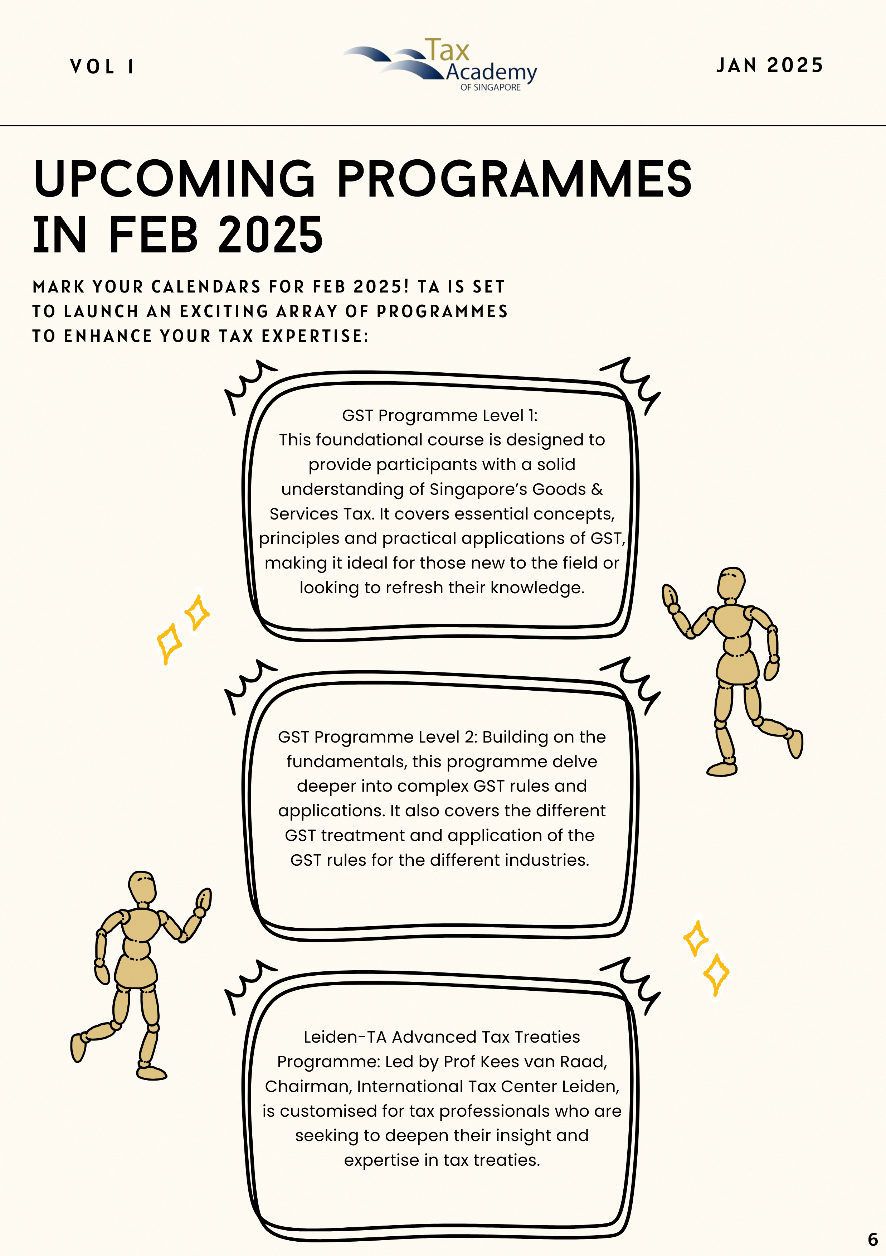 VOL 1
Tax
Academy
OF SINGAPORE
JAN 2025
UPCOMING PROGRAMMES
IN FEB 2025
MARK YOUR CALENDARS FOR FEB 2025! TA IS SET
TO LAUNCH AN EXCITING ARRAY OF PROGRAMMES
TO ENHANCE YOUR TAX EXPERTISE:
GST Programme Level 1:
This foundational course is designed to
provide participants with a solid
understanding of Singapore's Goods &
Services Tax. It covers essential concepts,
principles and practical applications of GST,
making it ideal for those new to the field or
looking to refresh their knowledge.
GST Programme Level 2: Building on the
fundamentals, this programme delve
deeper into complex GST rules and
applications. It also covers the different
GST treatment and application of the
GST rules for the different industries.
Leiden-TA Advanced Tax Treaties
Programme: Led by Prof Kees van Raad,
Chairman, International Tax Center Leiden,
is customised for tax professionals who are
seeking to deepen their insight and
expertise in tax treaties.
6